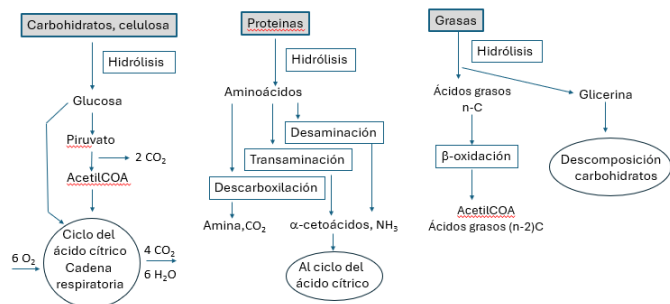 Carbohidratos, celulosa
Hidrólisis
Glucosa
Piruvato
2 CO₂
AcetilCOA
Ciclo del
ácido cítrico
Cadena
respiratoria
6 O₂
4 CO₂
6 H₂O
Proteinas
Hidrólisis
Aminoácidos
Desaminación
Transaminación
Descarboxilación
Amina,CO₂
α-cetoácidos, NH₃
Al ciclo del
ácido cítrico
Grasas
Hidrólisis
Ácidos grasos
n-C
Glicerina
β-oxidación
Descomposición
carbohidratos
AcetilCOA
Ácidos grasos (n-2)C